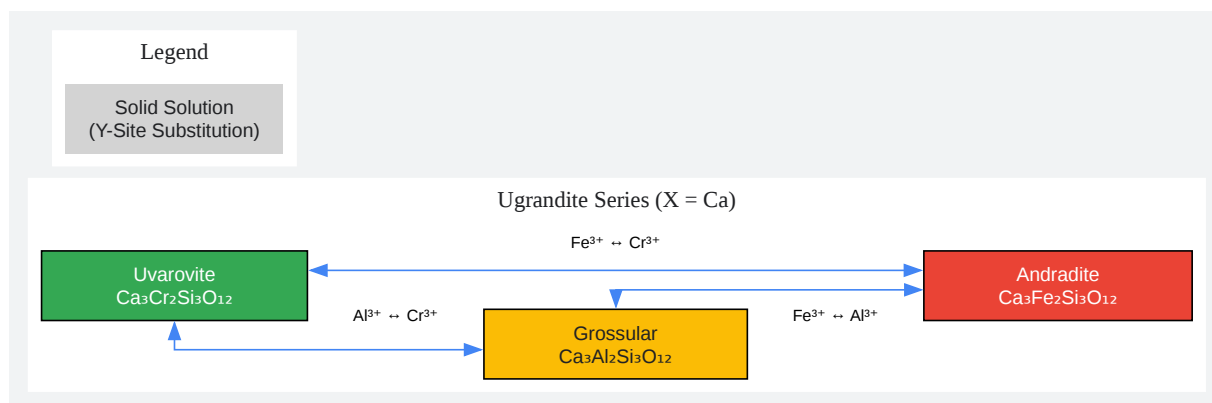 Legend
Solid Solution
(Y-Site Substitution)
Ugrandite Series (X = Ca)
Fe³⁺ ↔ Cr³⁺
Uvarovite
Ca₃Cr₂Si₃O₁₂
Andradite
Ca₃Fe₂Si₃O₁₂
Al³⁺ ↔ Cr³⁺
Fe³⁺ ↔ Al³⁺
Grossular
Ca₃Al₂Si₃O₁₂